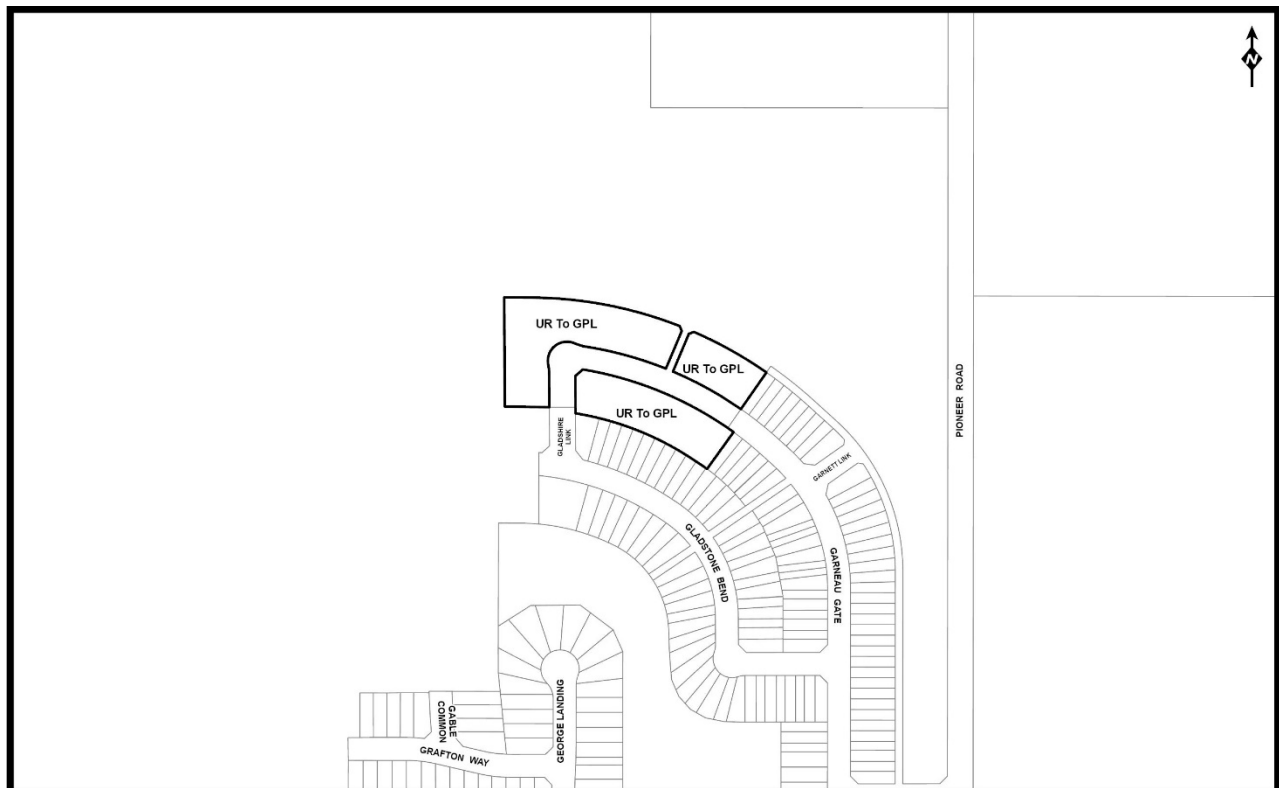 N
UR To GPL
UR To GPL
UR To GPL
PIONEER ROAD
GLADSHIRE
LINK
GARNETT LINK
GLADSTONE BEND
GARNEAU GATE
GEORGE LANDING
GABLE
COMMON
GRAFTON WAY